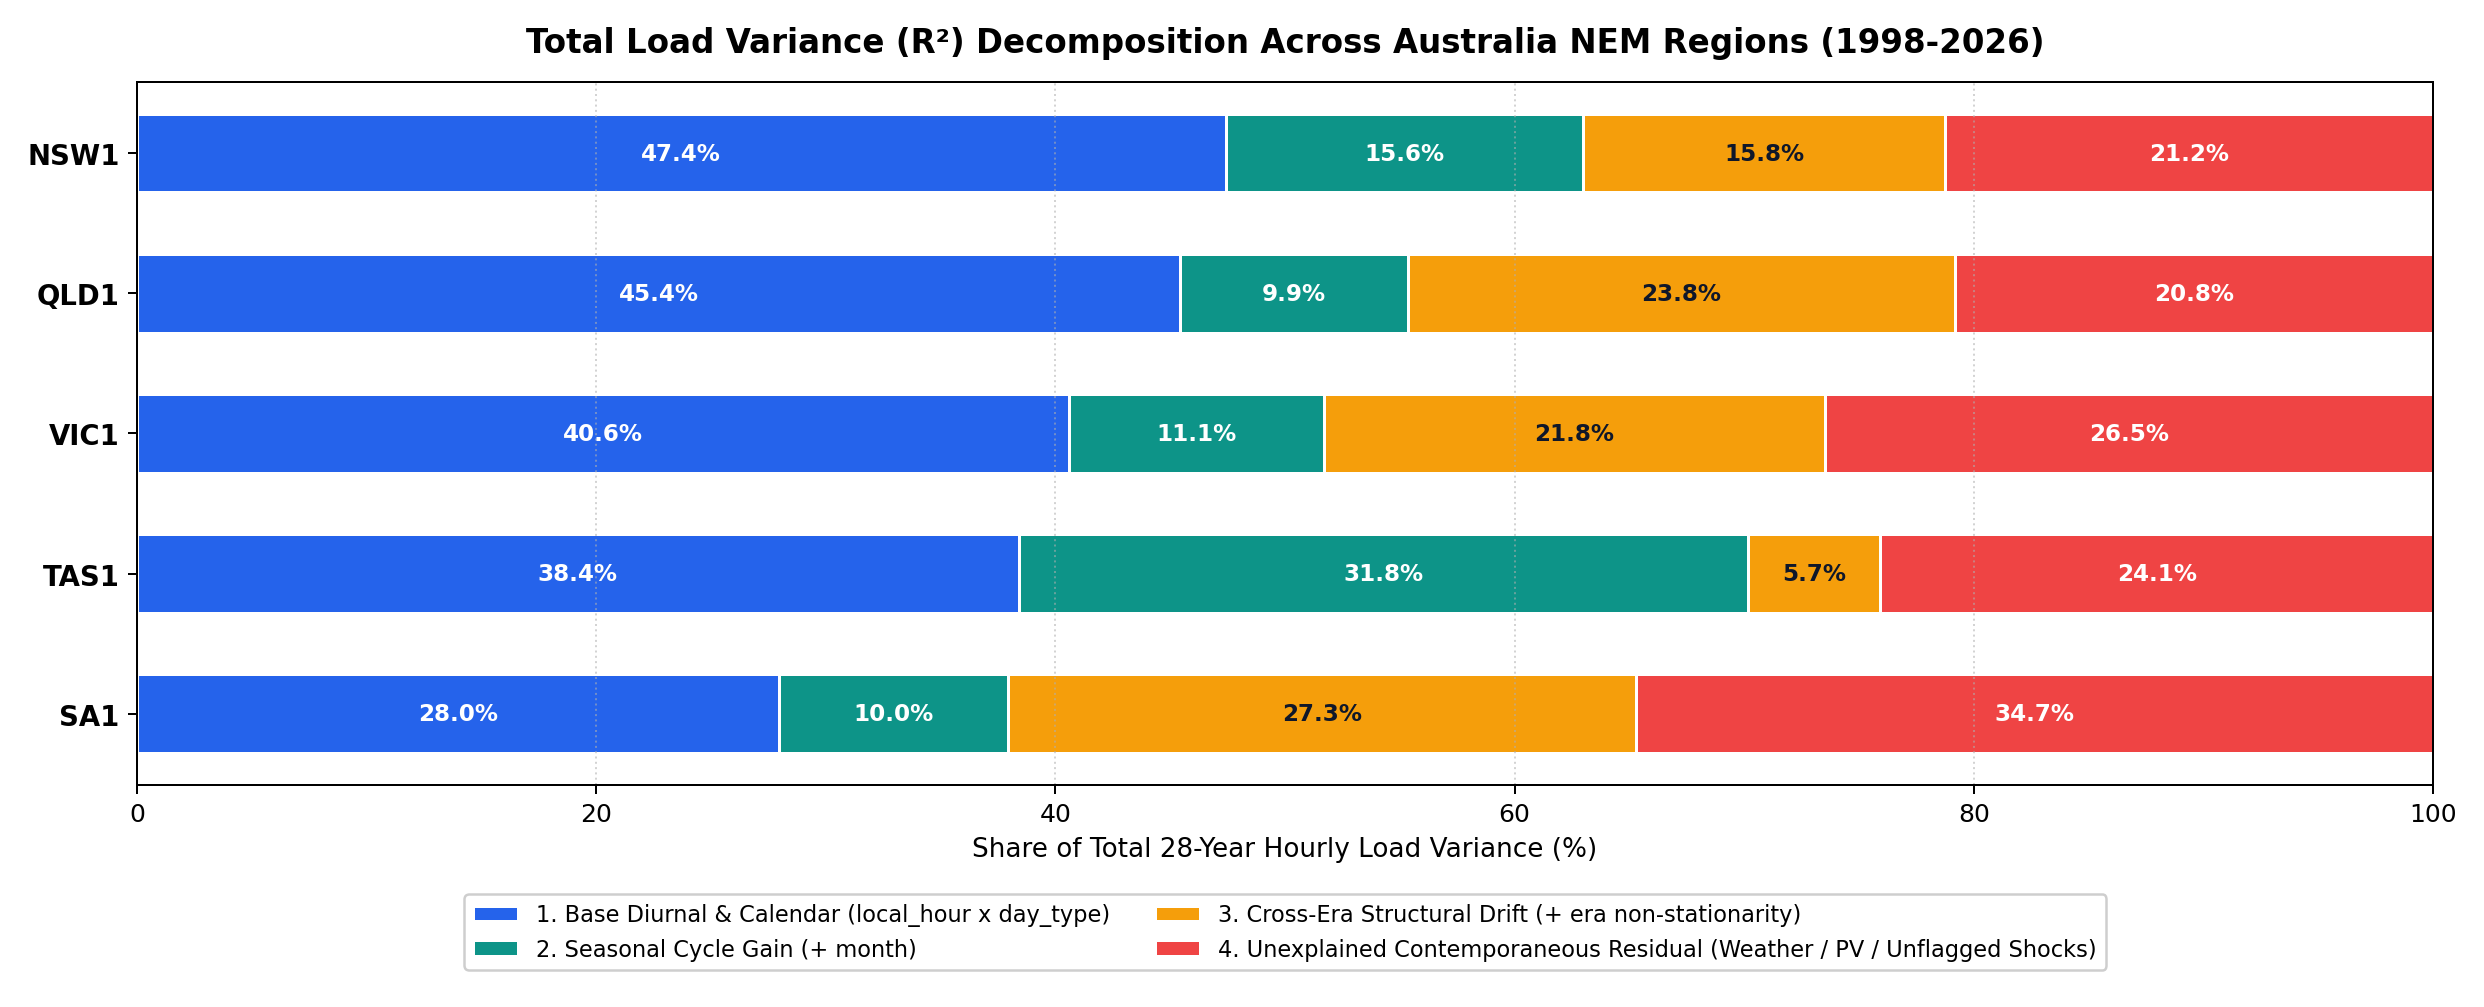 Total Load Variance (R²) Decomposition Across Australia NEM Regions (1998-2026)
NSW1 47.4% 15.6% 15.8% 21.2%
QLD1 45.4% 9.9% 23.8% 20.8%
VIC1 40.6% 11.1% 21.8% 26.5%
TAS1 38.4% 31.8% 5.7% 24.1%
SA1 28.0% 10.0% 27.3% 34.7%
0 20 40 60 80 100
Share of Total 28-Year Hourly Load Variance (%)
1. Base Diurnal & Calendar (local_hour x day_type)
2. Seasonal Cycle Gain (+ month)
3. Cross-Era Structural Drift (+ era non-stationarity)
4. Unexplained Contemporaneous Residual (Weather / PV / Unflagged Shocks)